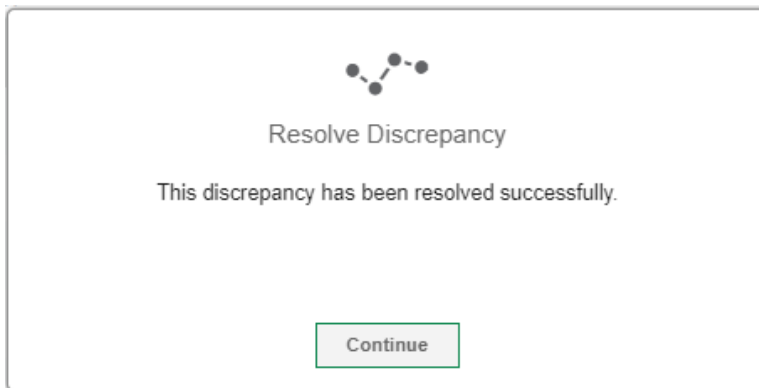 Resolve Discrepancy
This discrepancy has been resolved successfully.
Continue